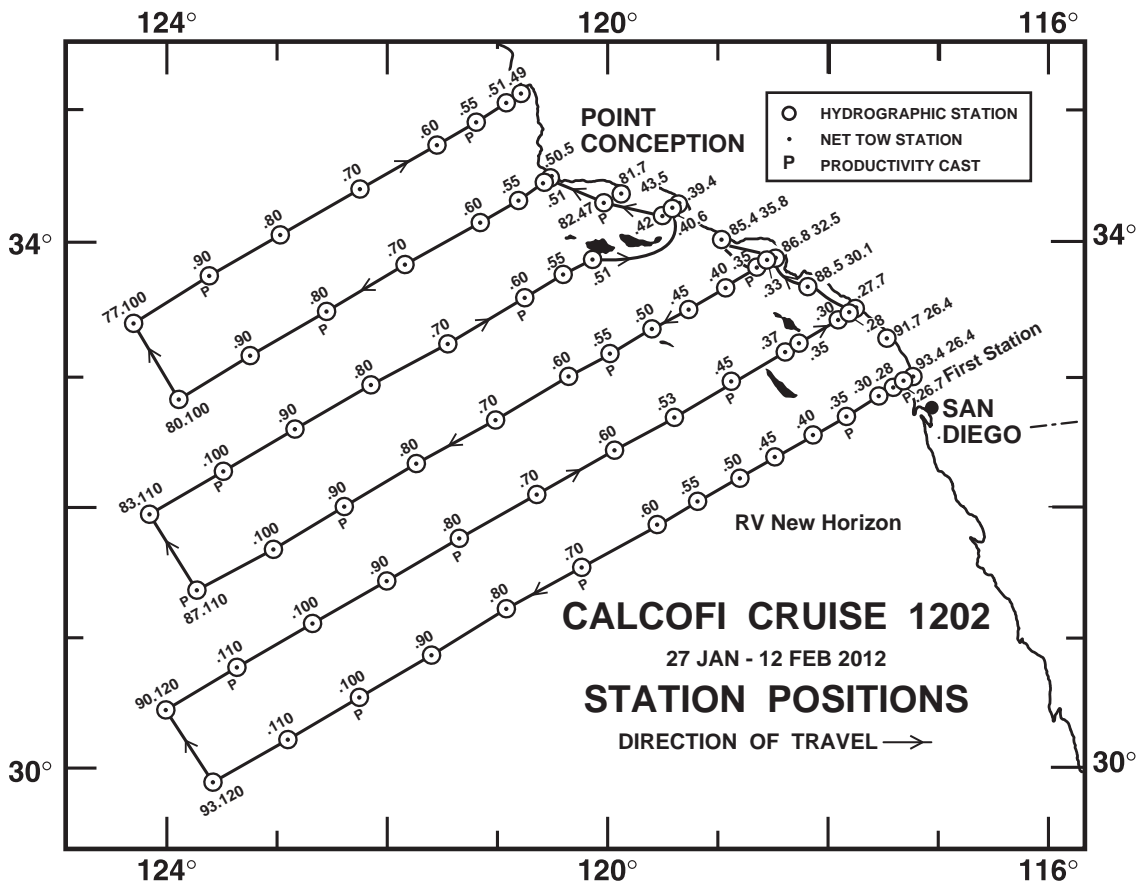 124° 120° 116°
POINT
CONCEPTION
HYDROGRAPHIC STATION
NET TOW STATION
P PRODUCTIVITY CAST
77.100 .90 .80 .70 .60 .55 .51 .49
P P
80.100 .90 .80 .70 .60 .55 .51 .50.5
P
82.47 81.7 43.5 .42 .39.4 .40.6
P
83.110 .100 .90 .80 .70 .60 .55 .51
P P
85.4 35.8
86.8 32.5
87.110 .100 .90 .80 .70 .60 .55 .50 .45 .40 .35 .33
P P P P
88.5 30.1
90.120 .110 .100 .90 .80 .70 .60 .53 .45 .37 .35 .30 .28 .27.7
P P P
91.7 26.4
93.4 26.4
First Station
93.120 .110 .100 .90 .80 .70 .60 .55 .50 .45 .40 .35 .30 .28 .26.7
P P P P
34° 34°
SAN
DIEGO
RV New Horizon
CALCOFI CRUISE 1202
27 JAN - 12 FEB 2012
STATION POSITIONS
DIRECTION OF TRAVEL
30° 30°
124° 120° 116°